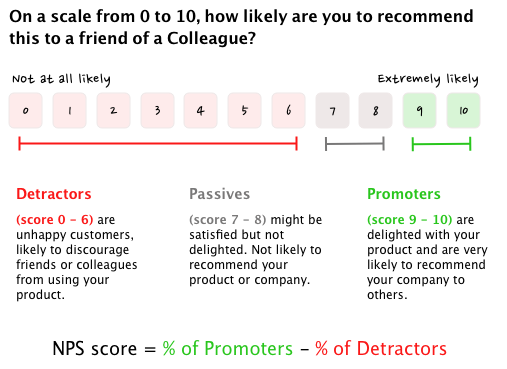 On a scale from 0 to 10, how likely are you to recommend
this to a friend of a Colleague?
Not at all likely
Extremely likely
0 1 2 3 4 5 6 7 8 9 10
Detractors
(score 0 - 6) are
unhappy customers,
likely to discourage
friends or colleagues
from using your
product.
Passives
(score 7 - 8) might be
satisfied but not
delighted. Not likely to
recommend your
product or company.
Promoters
(score 9 - 10) are
delighted with your
product and are very
likely to recommend
your company to
others.
NPS score = % of Promoters - % of Detractors